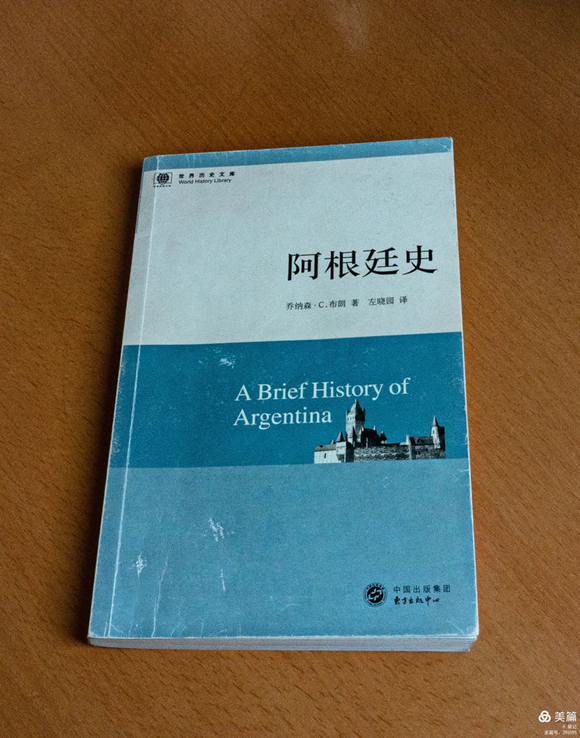 世界历史文库
World History Library
阿根廷史
乔纳森·C.布朗 著 左晓园 译
A Brief History of
Argentina
中国出版集团
东方出版中心
美篇